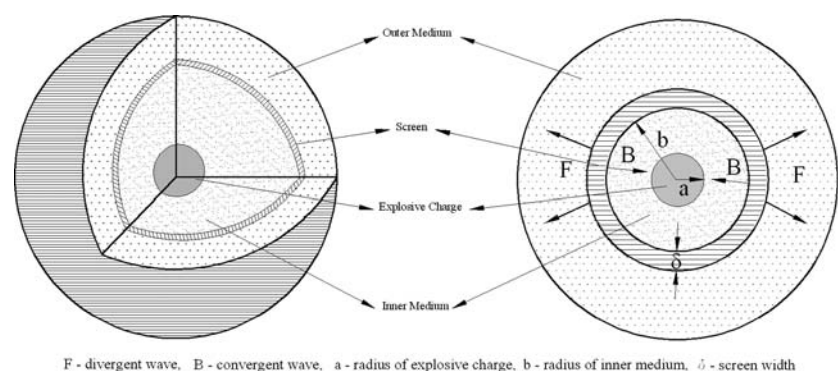 Outer Medium
Screen
Explosive Charge
Inner Medium
F
B
b
a
B
F
δ
F - divergent wave, B - convergent wave, a - radius of explosive charge, b - radius of inner medium, δ - screen width